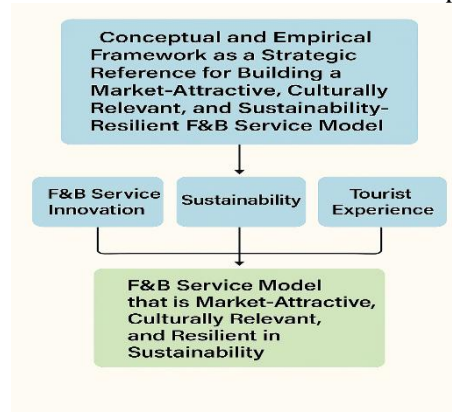 Conceptual and Empirical
Framework as a Strategic
Reference for Building a
Market-Attractive, Culturally
Relevant, and Sustainability-
Resilient F&B Service Model
F&B Service
Innovation
Sustainability
Tourist
Experience
F&B Service Model
that is Market-Attractive,
Culturally Relevant,
and Resilient in
Sustainability